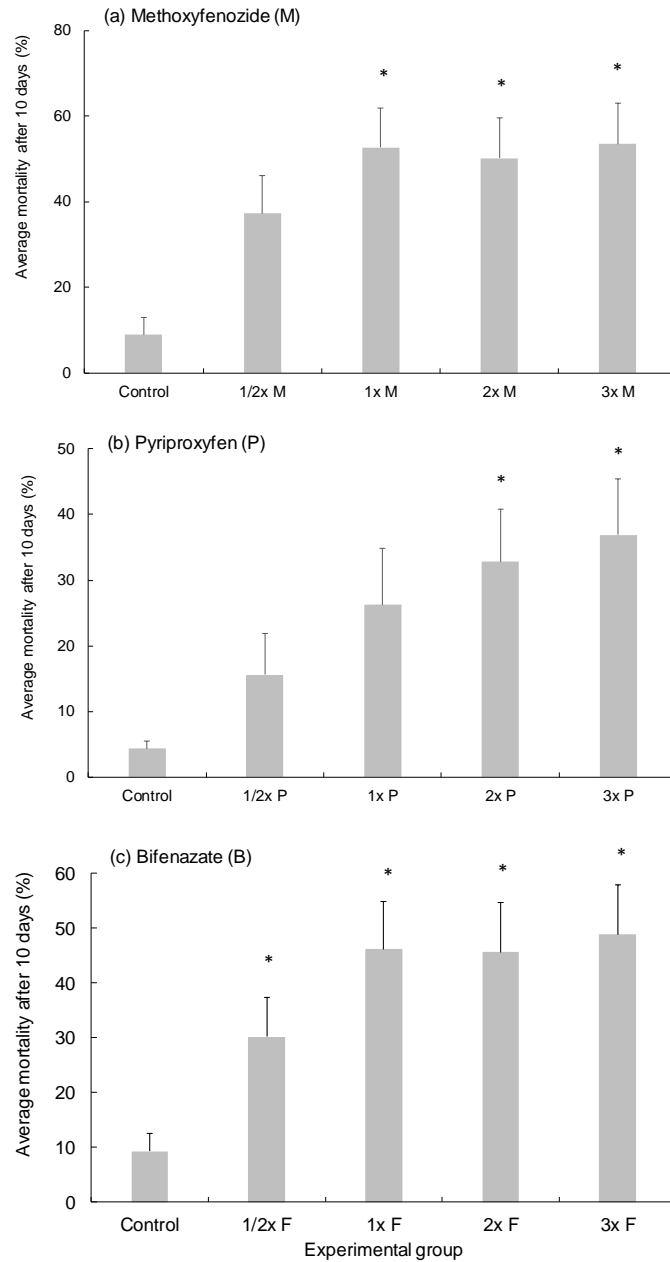 (a) Methoxyfenozide (M)
Average mortality after 10 days (%)
80
60
40
20
0
* * *
Control 1/2x M 1x M 2x M 3x M
(b) Pyriproxyfen (P)
Average mortality after 10 days (%)
50
40
30
20
10
0
* *
Control 1/2x P 1x P 2x P 3x P
(c) Bifenazate (B)
Average mortality after 10 days (%)
60
50
40
30
20
10
0
* * * *
Control 1/2x F 1x F 2x F 3x F
Experimental group